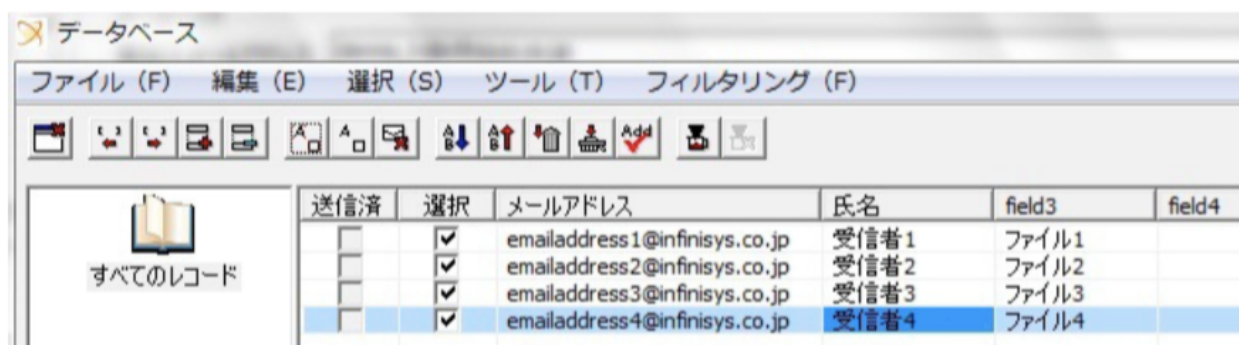 データベース
ファイル（F） 編集（E） 選択（S） ツール（T） フィルタリング（F）
Add
送信済 選択 メールアドレス 氏名 field3 field4
emailaddress1@infinisys.co.jp 受信者1 ファイル1
すべてのレコード
emailaddress2@infinisys.co.jp 受信者2 ファイル2
emailaddress3@infinisys.co.jp 受信者3 ファイル3
emailaddress4@infinisys.co.jp 受信者4 ファイル4